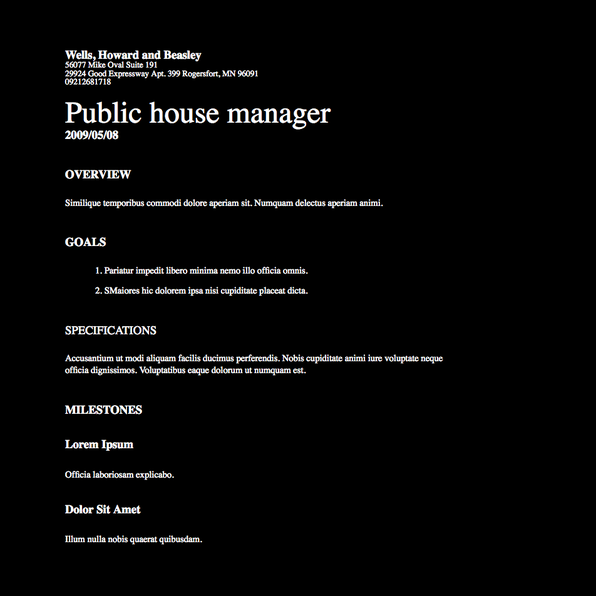 Wells, Howard and Beasley
56077 Mike Oval Suite 191
29924 Good Expressway Apt. 399 Rogersfort, MN 96091
09212681718
Public house manager
2009/05/08
OVERVIEW
Similique temporibus commodi dolore aperiam sit. Numquam delectus aperiam animi.
GOALS
1. Pariatur impedit libero minima nemo illo officia omnis.
2. SMaiores hic dolorem ipsa nisi cupiditate placeat dicta.
SPECIFICATIONS
Accusantium ut modi aliquam facilis ducimus perferendis. Nobis cupiditate animi iure voluptate neque
officia dignissimos. Voluptatibus eaque dolorum ut numquam est.
MILESTONES
Lorem Ipsum
Officia laboriosam explicabo.
Dolor Sit Amet
Illum nulla nobis quaerat quibusdam.